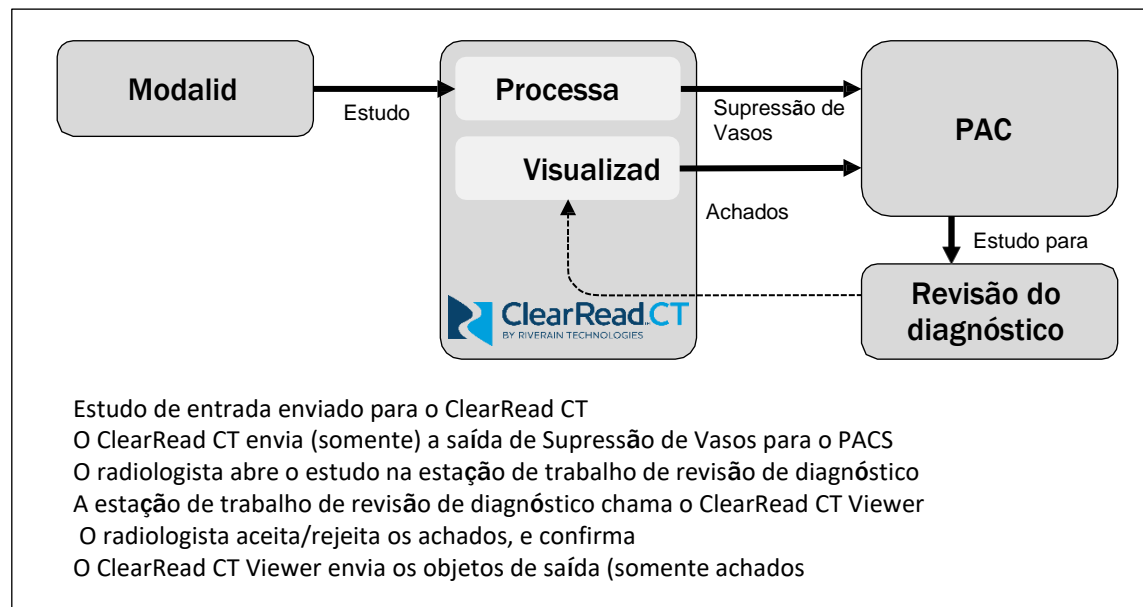 Modalid
Estudo
Processa
Visualizad
Supressão de
Vasos
Achados
PAC
Estudo para
Revisão do
diagnóstico
ClearRead CT
BY RIVERAIN TECHNOLOGIES
Estudo de entrada enviado para o ClearRead CT
O ClearRead CT envia (somente) a saída de Supressão de Vasos para o PACS
O radiologista abre o estudo na estação de trabalho de revisão de diagnóstico
A estação de trabalho de revisão de diagnóstico chama o ClearRead CT Viewer
O radiologista aceita/rejeita os achados, e confirma
O ClearRead CT Viewer envia os objetos de saída (somente achados